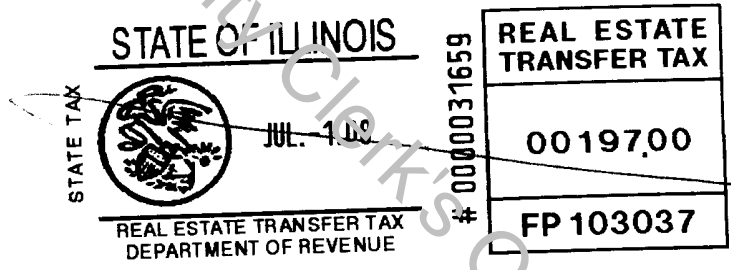 STATE OF ILLINOIS
STATE TAX
JUL.-1.09
REAL ESTATE TRANSFER TAX
DEPARTMENT OF REVENUE
# 0000031659
REAL ESTATE
TRANSFER TAX
00197.00
FP 103037
Clerk's